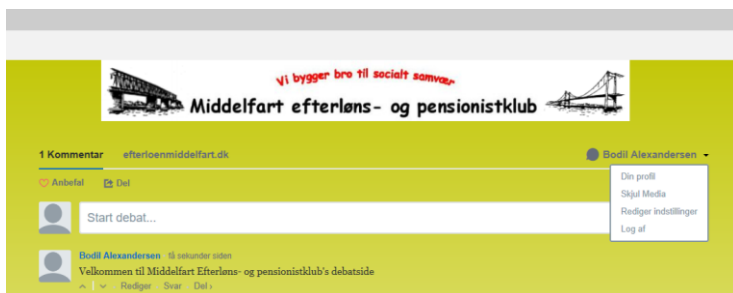 Vi bygger bro til socialt samvær
Middelfart efterløns- og pensionistklub
1 Kommentar efterloenmiddelfart.dk Bodil Alexandersen
Anbefal Del
Din profil
Skjul Media
Rediger indstillinger
Log af
Start debat...
Bodil Alexandersen få sekunder siden
Velkommen til Middelfart Efterløns- og pensionistklub's debatside
Rediger Svar Del ›